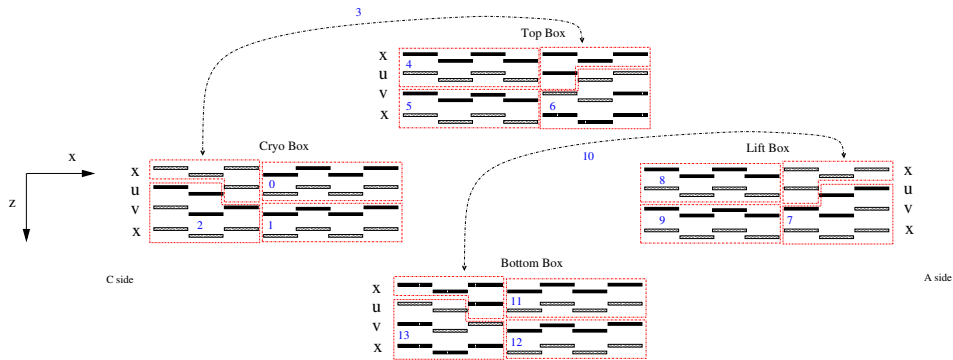 3
Top Box
x
4
u
v
5
6
x
Cryo Box
10
Lift Box
x
x
x
0
8
u
u
z
v
2
1
9
7
v
x
x
C side
Bottom Box
A side
x
11
u
v
13
12
x